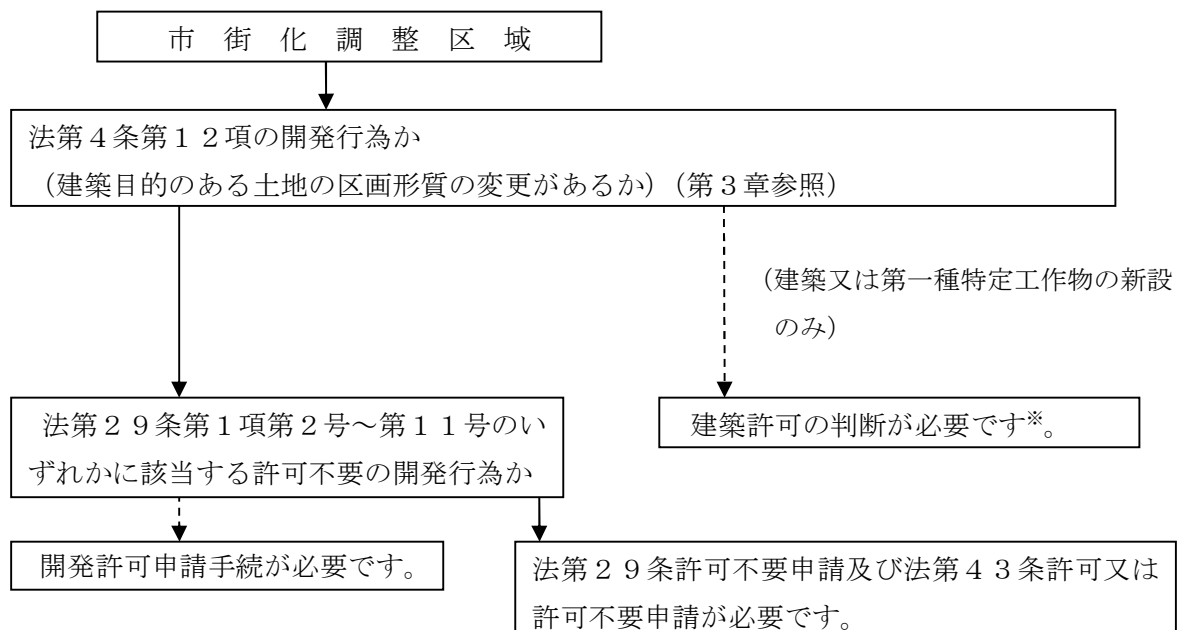 市　街　化　調　整　区　域
法第４条第１２項の開発行為か
（建築目的のある土地の区画形質の変更があるか）（第３章参照）
（建築又は第一種特定工作物の新設
のみ）
法第２９条第１項第２号～第１１号のい
ずれかに該当する許可不要の開発行為か
建築許可の判断が必要です※。
開発許可申請手続が必要です。
法第２９条許可不要申請及び法第４３条許可又は
許可不要申請が必要です。